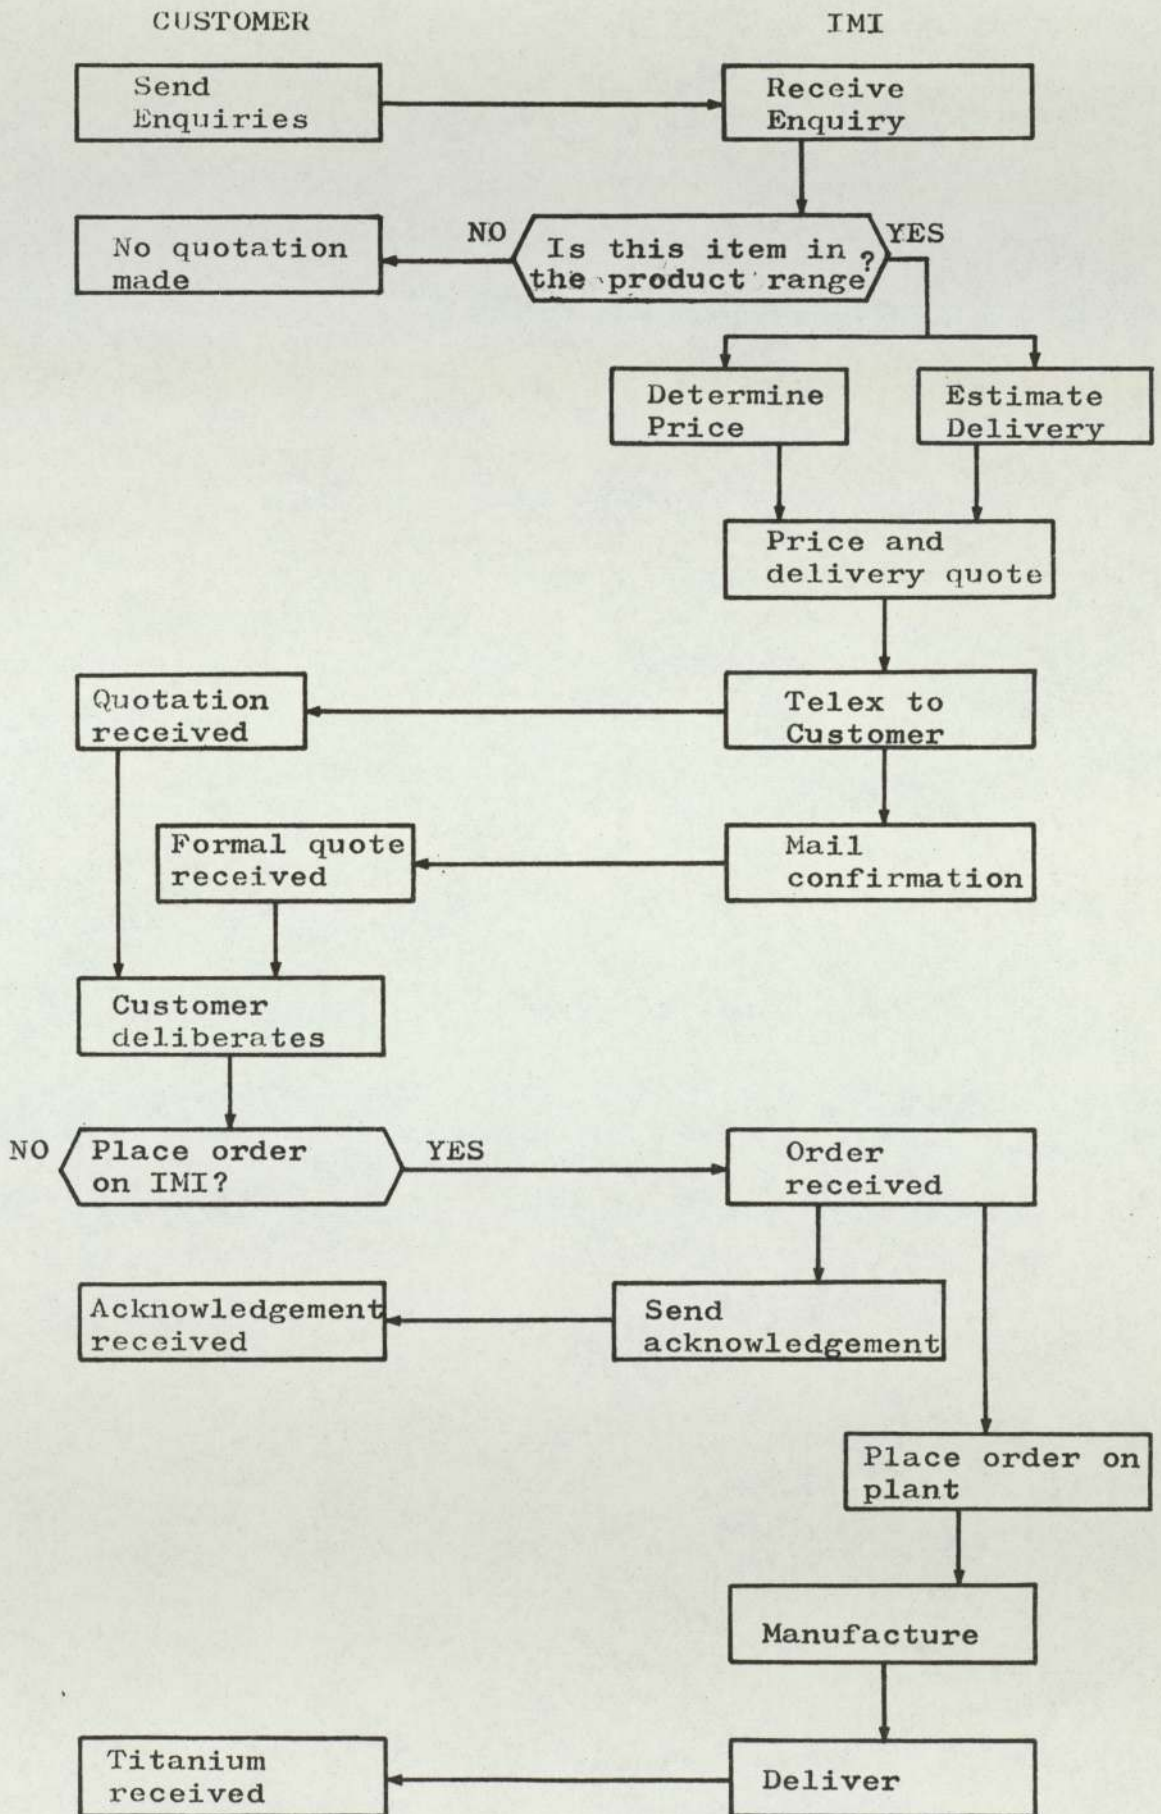 CUSTOMER
IMI
Send
Enquiries
Receive
Enquiry
No quotation
made
NO
Is this item in ?
the product range
YES
Determine
Price
Estimate
Delivery
Price and
delivery quote
Quotation
received
Telex to
Customer
Formal quote
received
Mail
confirmation
Customer
deliberates
NO
Place order
on IMI?
YES
Order
received
Acknowledgement
received
Send
acknowledgement
Place order on
plant
Manufacture
Titanium
received
Deliver